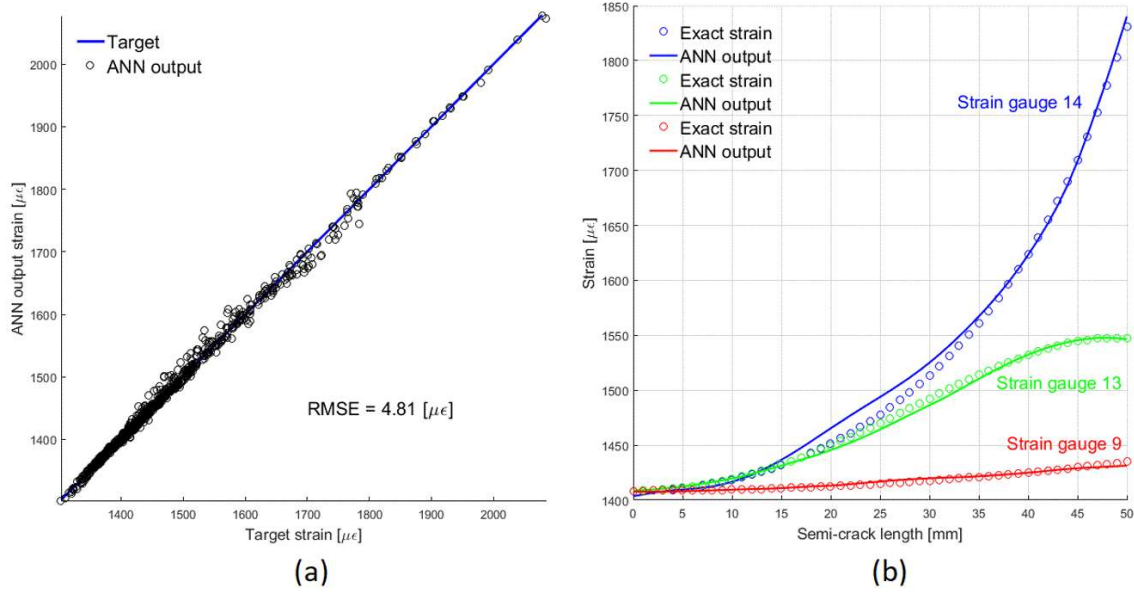 Target
ANN output
RMSE = 4.81 [με]
ANN output strain [με]
2000
1900
1800
1700
1600
1500
1400
1400 1500 1600 1700 1800 1900 2000
Target strain [με]
(a)
Exact strain
ANN output
Exact strain
ANN output
Exact strain
ANN output
Strain gauge 14
Strain gauge 13
Strain gauge 9
Strain [με]
1850
1800
1750
1700
1650
1600
1550
1500
1450
1400
0 5 10 15 20 25 30 35 40 45 50
Semi-crack length [mm]
(b)